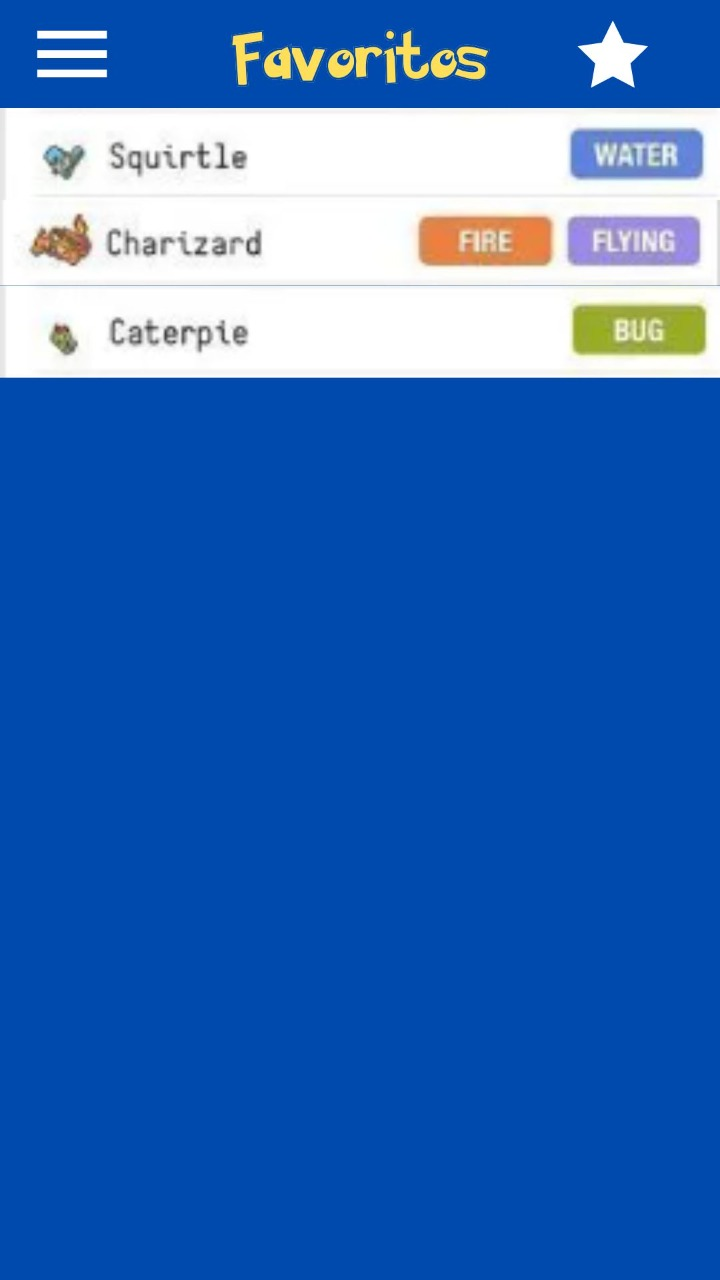 Favoritos
Squirtle WATER
Charizard FIRE FLYING
Caterpie BUG